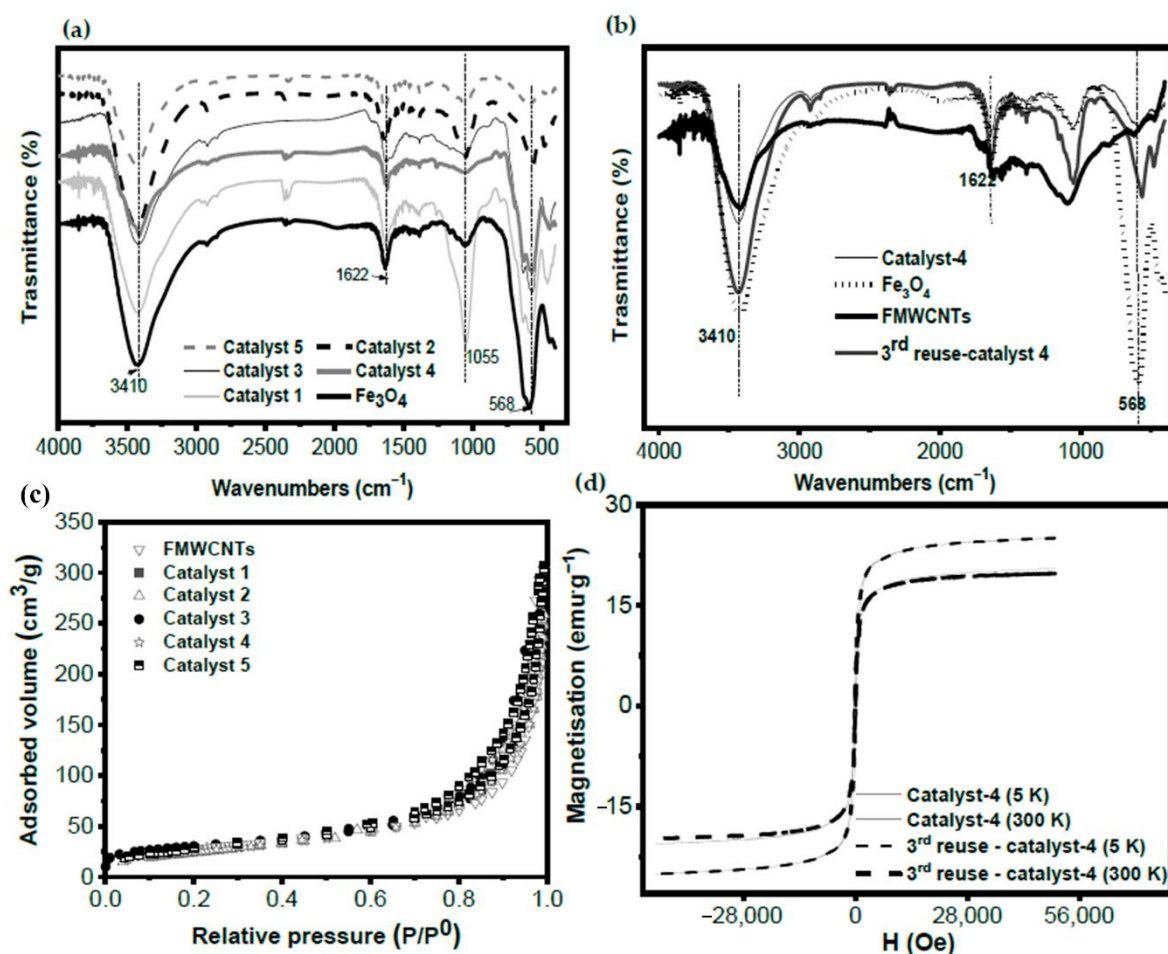 (a)
Trasmittance (%)
1622
1055
3410
568
Catalyst 5
Catalyst 2
Catalyst 3
Catalyst 4
Catalyst 1
Fe₃O₄
4000 3500 3000 2500 2000 1500 1000 500
Wavenumbers (cm⁻¹)
(b)
Trasmittance (%)
1622
3410
568
Catalyst-4
Fe₃O₄
FMWCNTs
3rd reuse-catalyst 4
4000 3000 2000 1000
Wavenumbers (cm⁻¹)
(c)
Adsorbed volume (cm³/g)
350
300
250
200
150
100
50
0
FMWCNTs
Catalyst 1
Catalyst 2
Catalyst 3
Catalyst 4
Catalyst 5
0.0 0.2 0.4 0.6 0.8 1.0
Relative pressure (P/P⁰)
(d)
Magnetisation (emu·g⁻¹)
30
15
0
−15
Catalyst-4 (5 K)
Catalyst-4 (300 K)
3rd reuse - catalyst-4 (5 K)
3rd reuse - catalyst-4 (300 K)
−28,000 0 28,000 56,000
H (Oe)